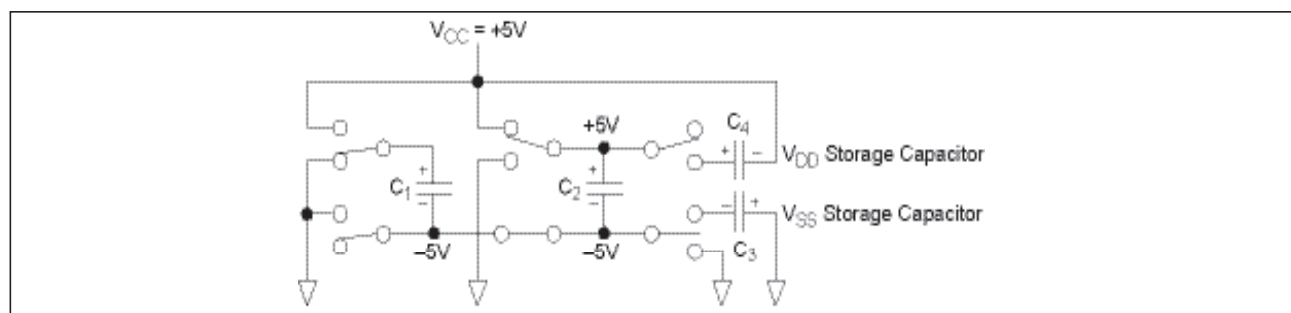 VCC = +5V
+5V
C4
+ –
VDD Storage Capacitor
+
C1
–
+
C2
–
– +
VSS Storage Capacitor
–5V
–5V
C3